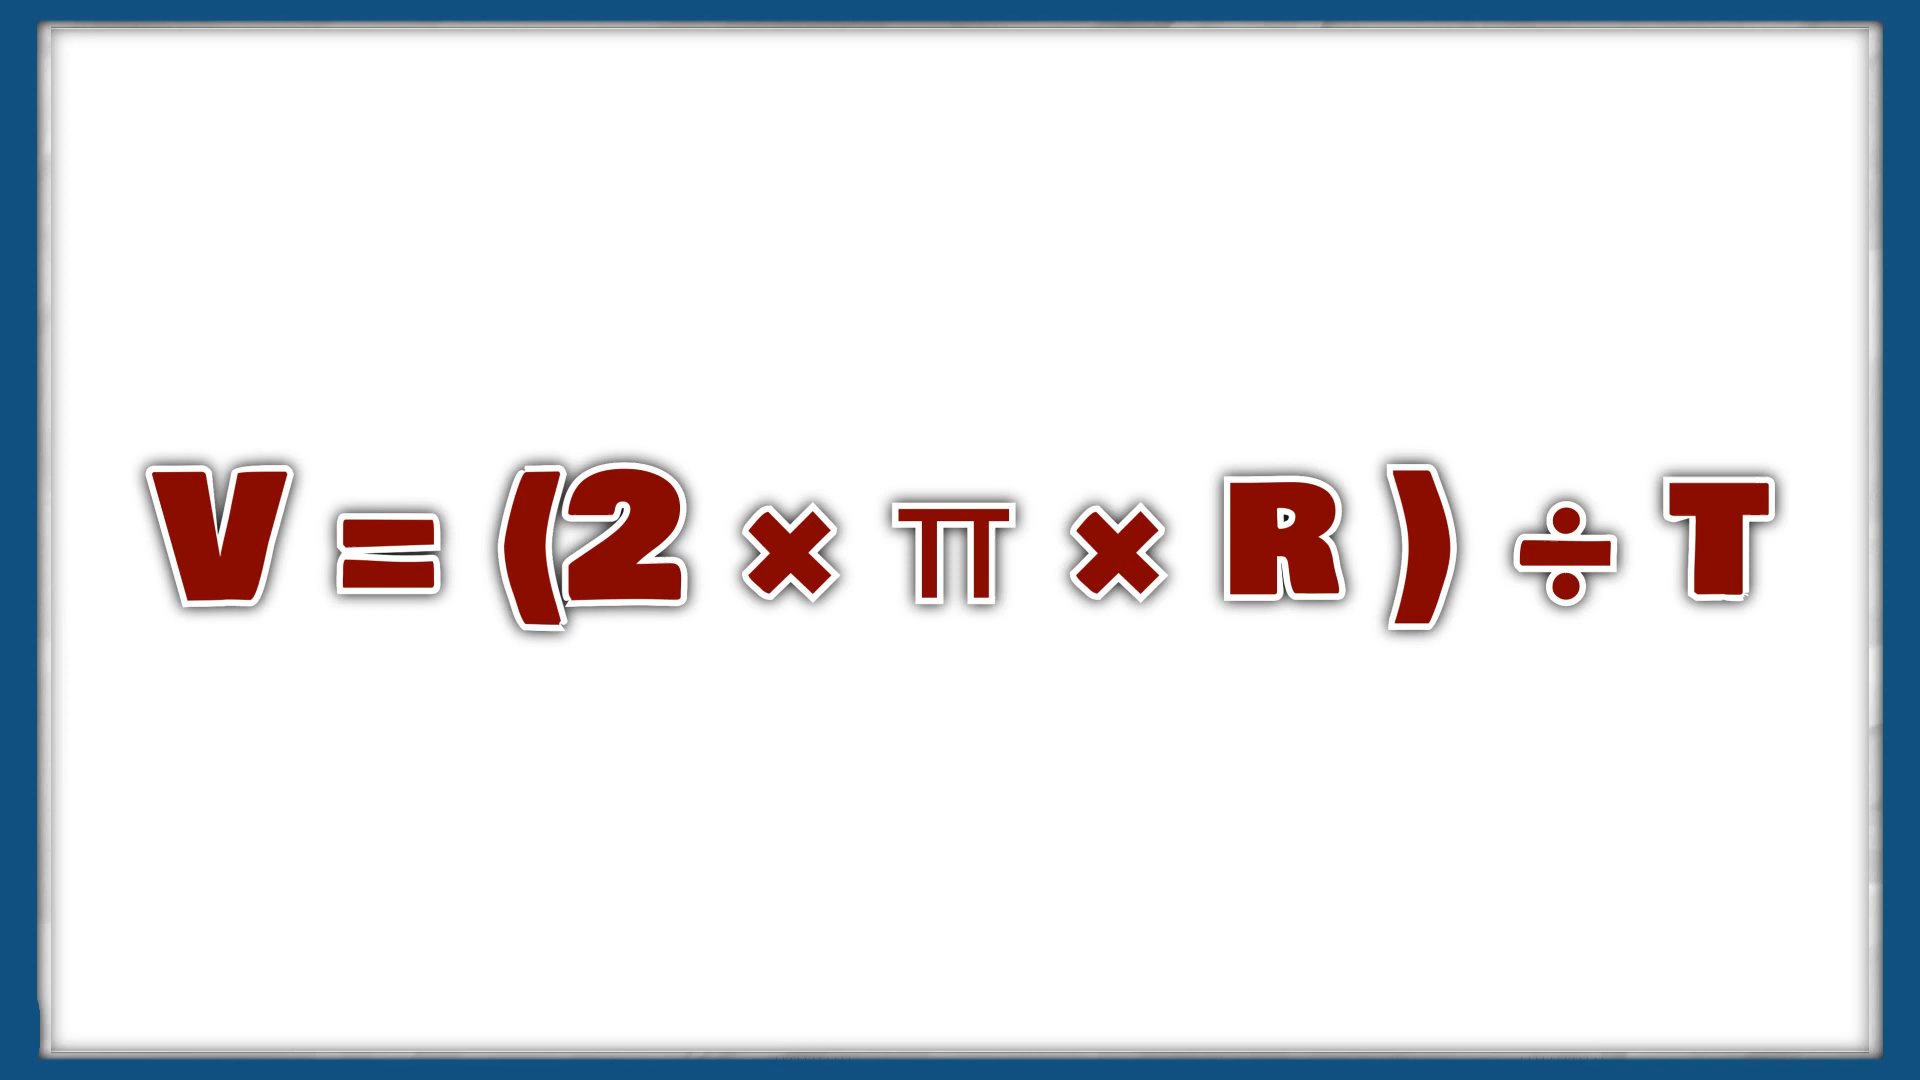 V = (2 × π × R ) ÷ T